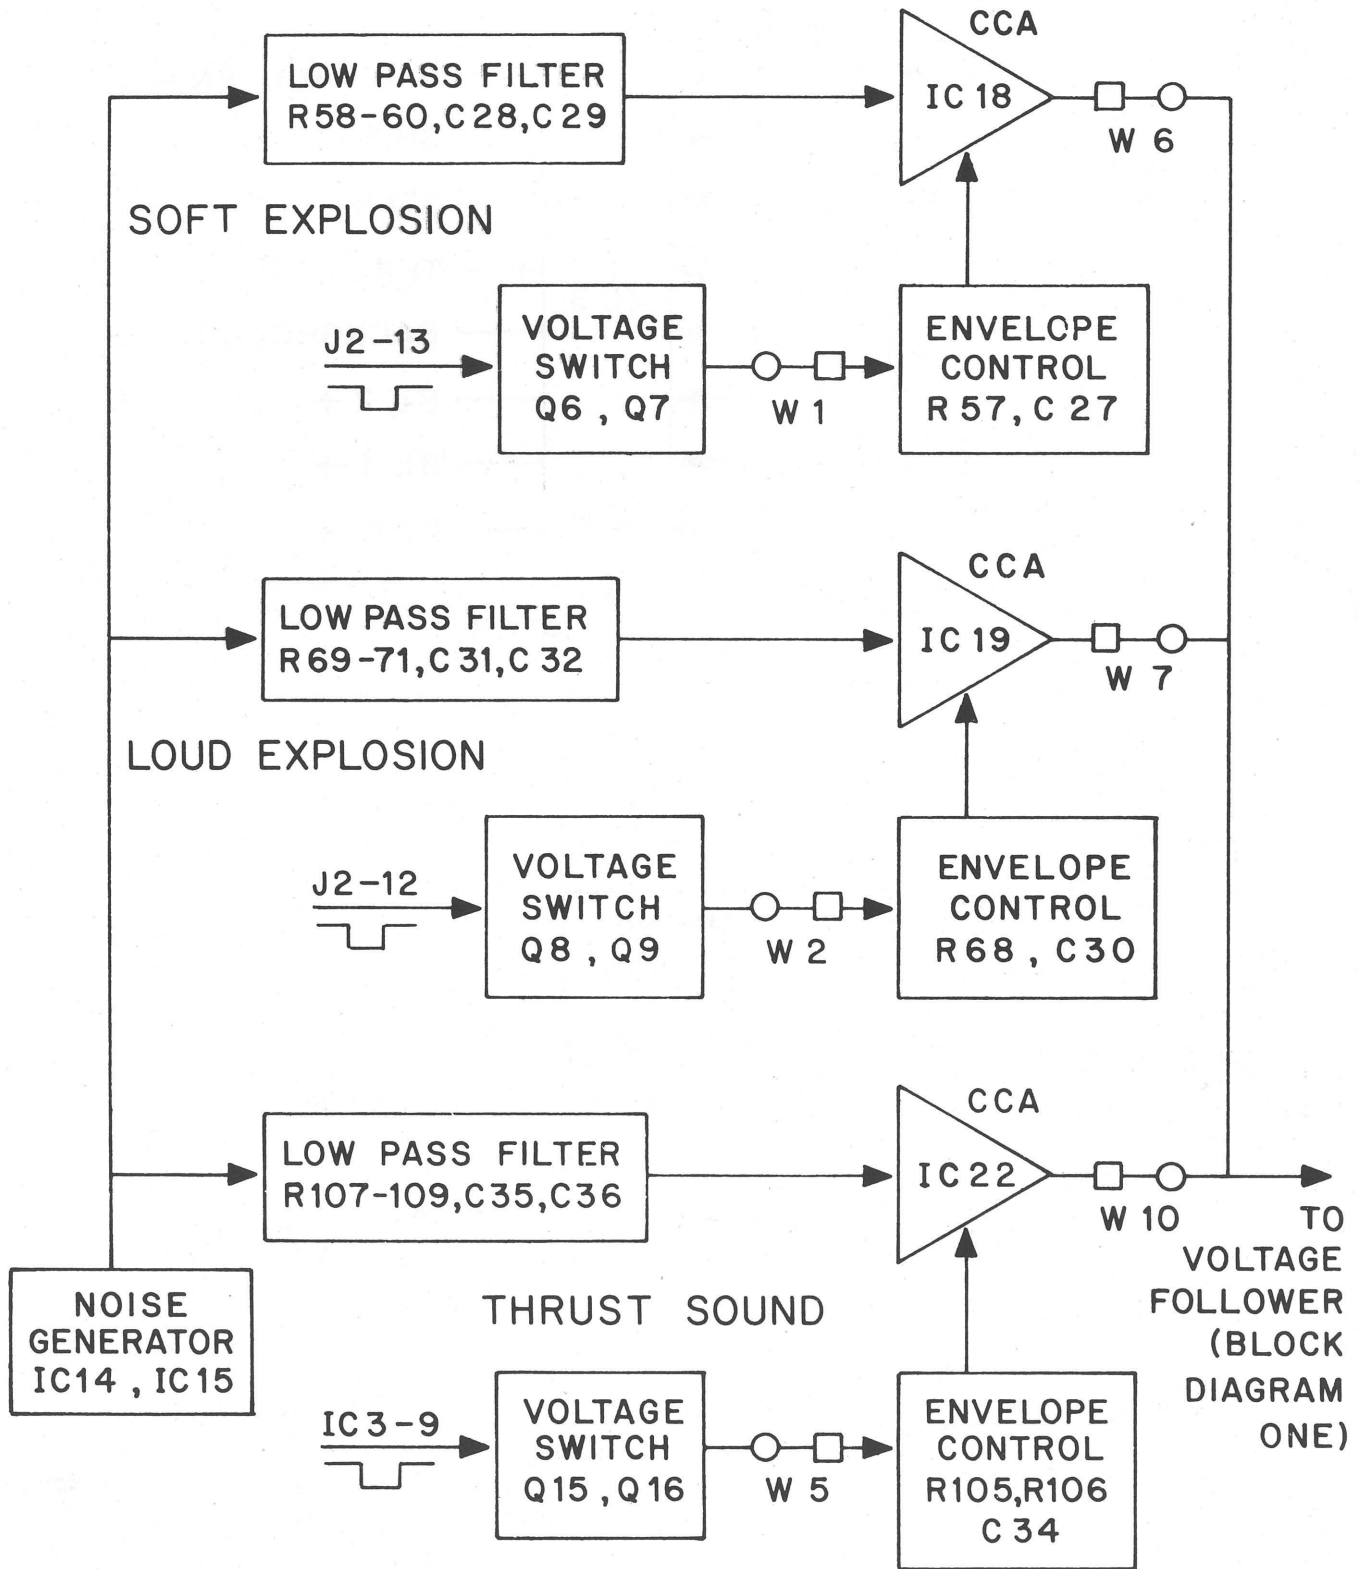 CCA
LOW PASS FILTER
R58-60, C28, C29
IC 18
W 6
SOFT EXPLOSION
J2-13
VOLTAGE
SWITCH
Q6 , Q7
W 1
ENVELOPE
CONTROL
R 57, C 27
CCA
LOW PASS FILTER
R69-71, C 31, C 32
IC 19
W 7
LOUD EXPLOSION
J2-12
VOLTAGE
SWITCH
Q8 , Q9
W 2
ENVELOPE
CONTROL
R68 , C30
CCA
LOW PASS FILTER
R107-109, C35, C36
IC 22
W 10
TO
VOLTAGE
FOLLOWER
(BLOCK
DIAGRAM
ONE)
NOISE
GENERATOR
IC14 , IC15
THRUST SOUND
IC 3-9
VOLTAGE
SWITCH
Q15 , Q16
W 5
ENVELOPE
CONTROL
R105, R106
C 34